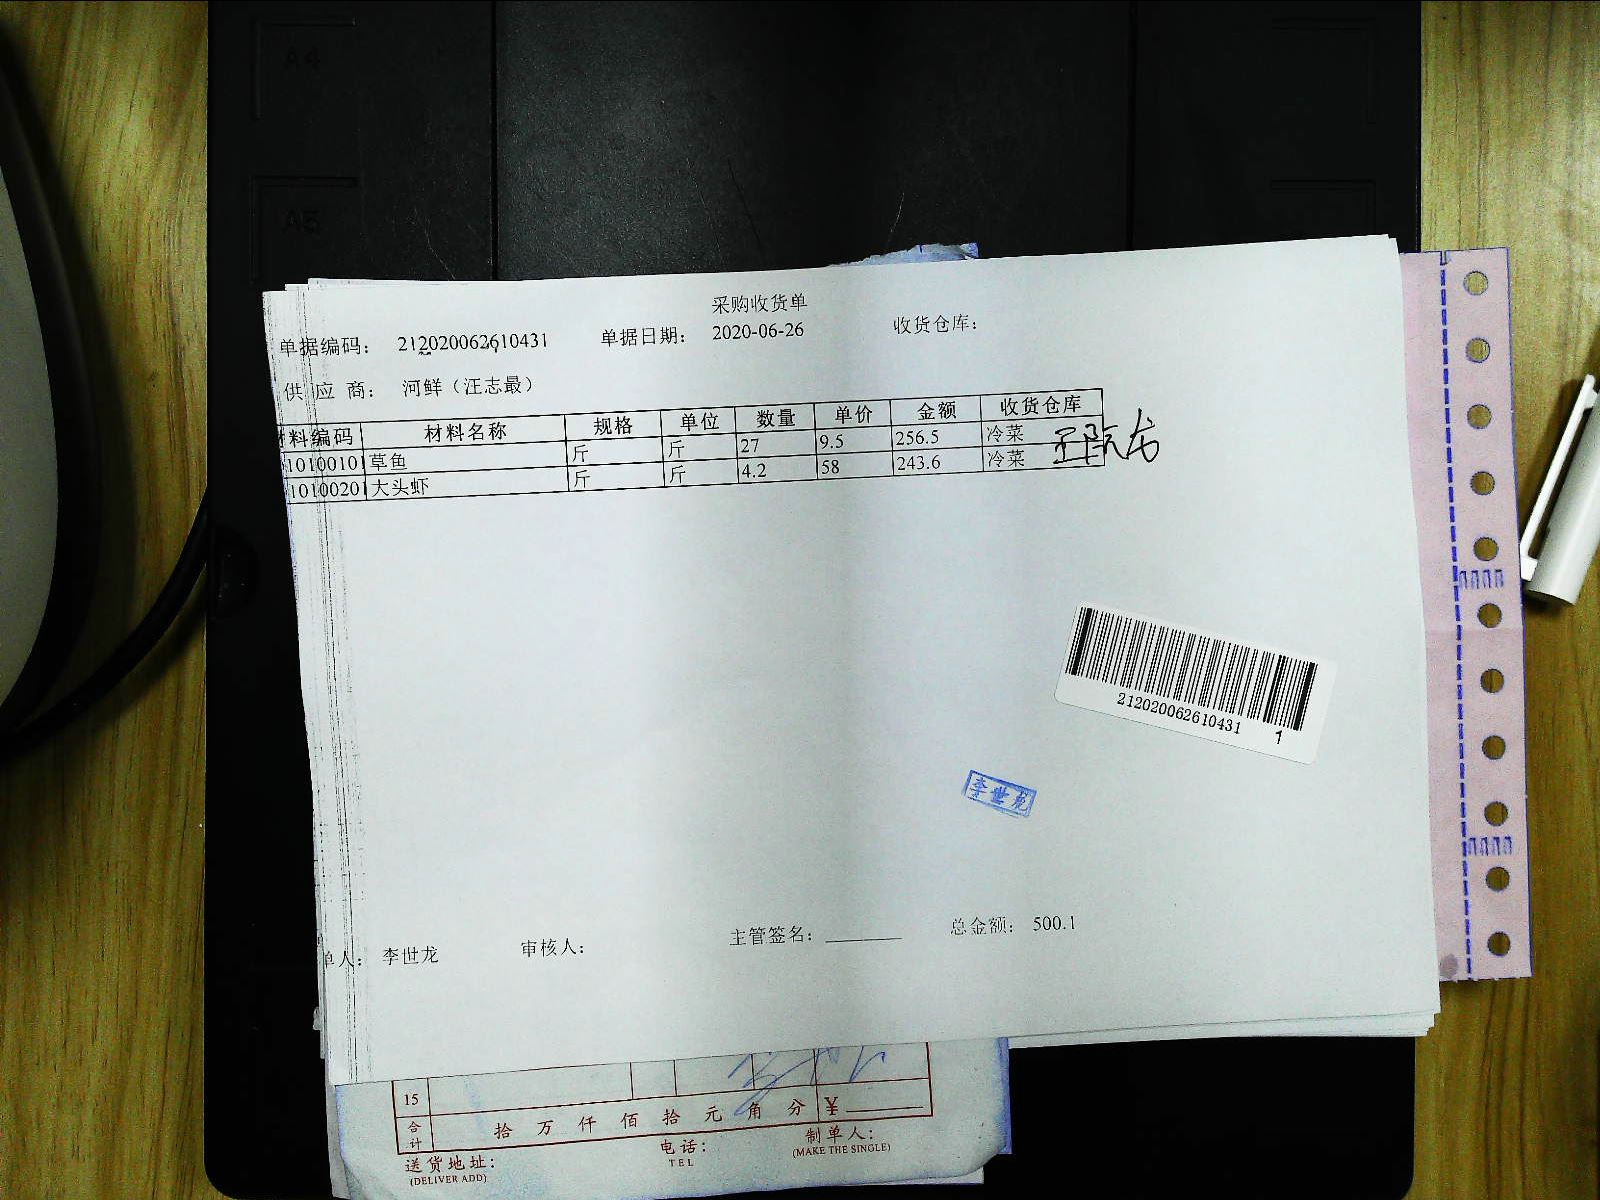 A4
A5
采购收货单
单据编码： 212020062610431 单据日期： 2020-06-26 收货仓库：
供 应 商： 河鲜（汪志最）
料编码 材料名称 规格 单位 数量 单价 金额 收货仓库
10100101 草鱼 斤 斤 27 9.5 256.5 冷菜
10100201 大头虾 斤 斤 4.2 58 243.6 冷菜
212020062610431 1
李世龙
单人： 李世龙 审核人： 主管签名： 总金额： 500.1
15
合计 拾 万 仟 佰 拾 元 角 分 ¥
送货地址： 电话： 制单人：
(DELIVER ADD) TEL (MAKE THE SINGLE)